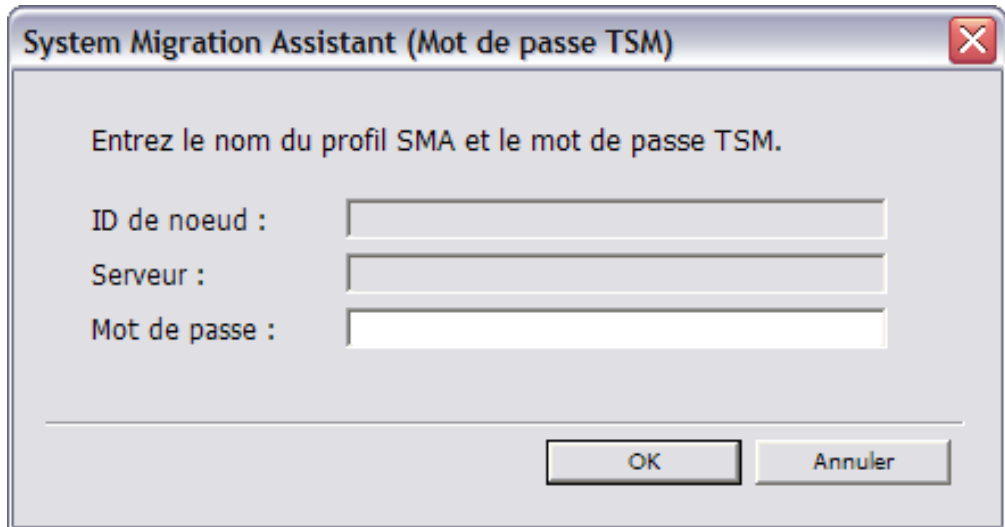 System Migration Assistant (Mot de passe TSM)
Entrez le nom du profil SMA et le mot de passe TSM.
ID de noeud :
Serveur :
Mot de passe :
OK
Annuler